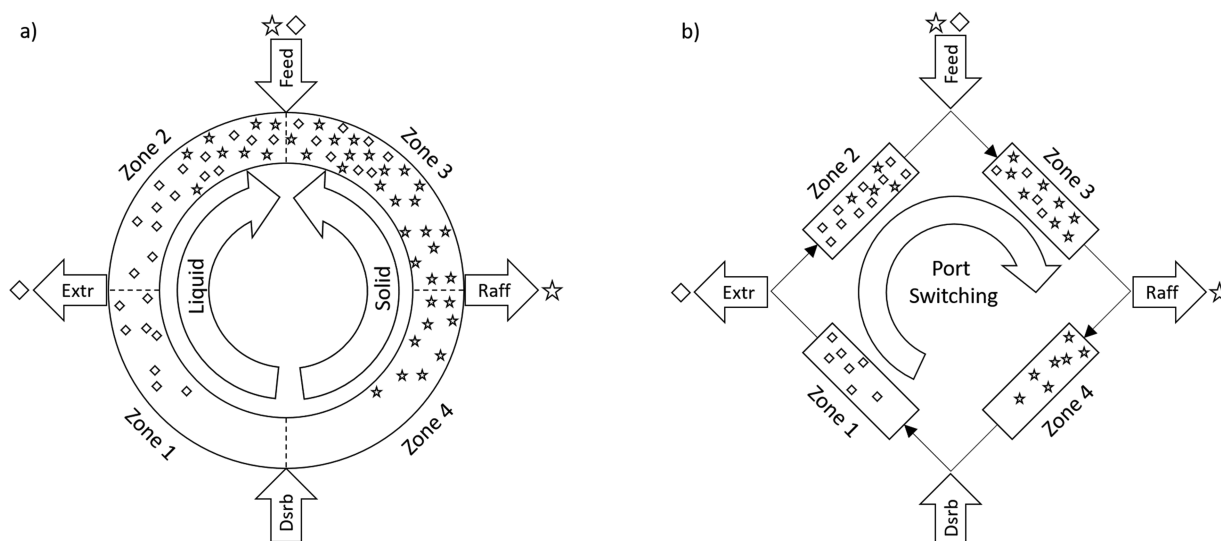 a)
Feed
Zone 2
Zone 3
Extr
Liquid
Solid
Raff
Zone 1
Zone 4
Dsrb
b)
Feed
Zone 2
Zone 3
Extr
Port
Switching
Raff
Zone 1
Zone 4
Dsrb